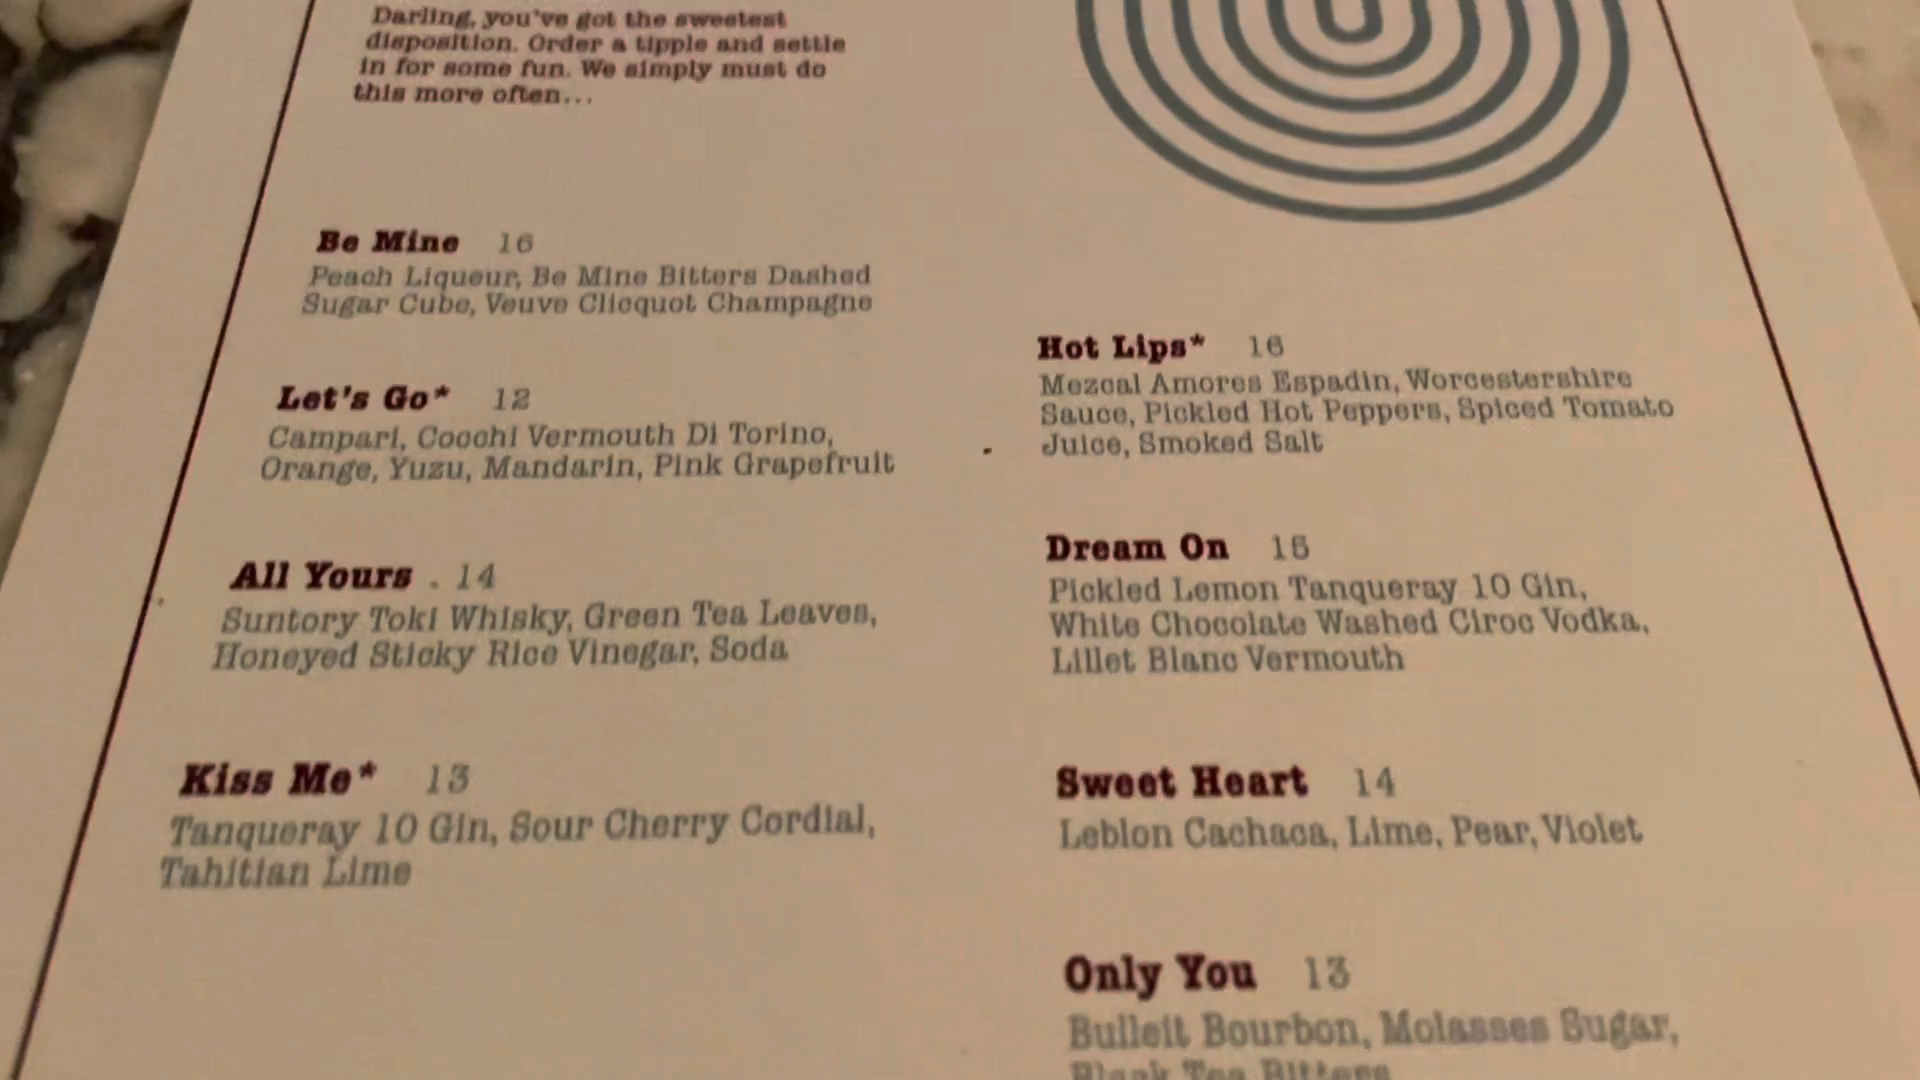 Darling, you've got the sweetest
disposition. Order a tipple and settle
in for some fun. We simply must do
this more often...
Be Mine 16
Peach Liqueur, Be Mine Bitters Dashed
Sugar Cube, Veuve Clicquot Champagne
Let's Go* 12
Campari, Cocchi Vermouth Di Torino,
Orange, Yuzu, Mandarin, Pink Grapefruit
All Yours . 14
Suntory Toki Whisky, Green Tea Leaves,
Honeyed Sticky Rice Vinegar, Soda
Kiss Me* 13
Tanqueray 10 Gin, Sour Cherry Cordial,
Tahitian Lime
Hot Lips* 16
Mezcal Amores Espadin, Worcestershire
Sauce, Pickled Hot Peppers, Spiced Tomato
Juice, Smoked Salt
Dream On 15
Pickled Lemon Tanqueray 10 Gin,
White Chocolate Washed Ciroc Vodka,
Lillet Blanc Vermouth
Sweet Heart 14
Leblon Cachaca, Lime, Pear, Violet
Only You 13
Bulleit Bourbon, Molasses Sugar,
Black Tea Bitters